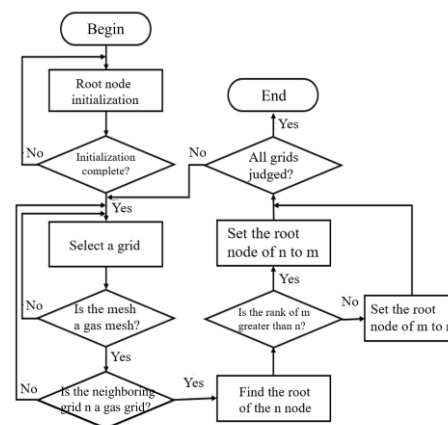 Begin
Root node
initialization
No
Initialization
complete?
Yes
Select a grid
No
Is the mesh
a gas mesh?
Yes
No
Is the neighboring
grid n a gas grid?
Yes
Find the root
of the n node
Is the rank of m
greater than n?
No
Set the root
node of m to
Yes
Set the root
node of n to m
All grids
judged?
No
Yes
End